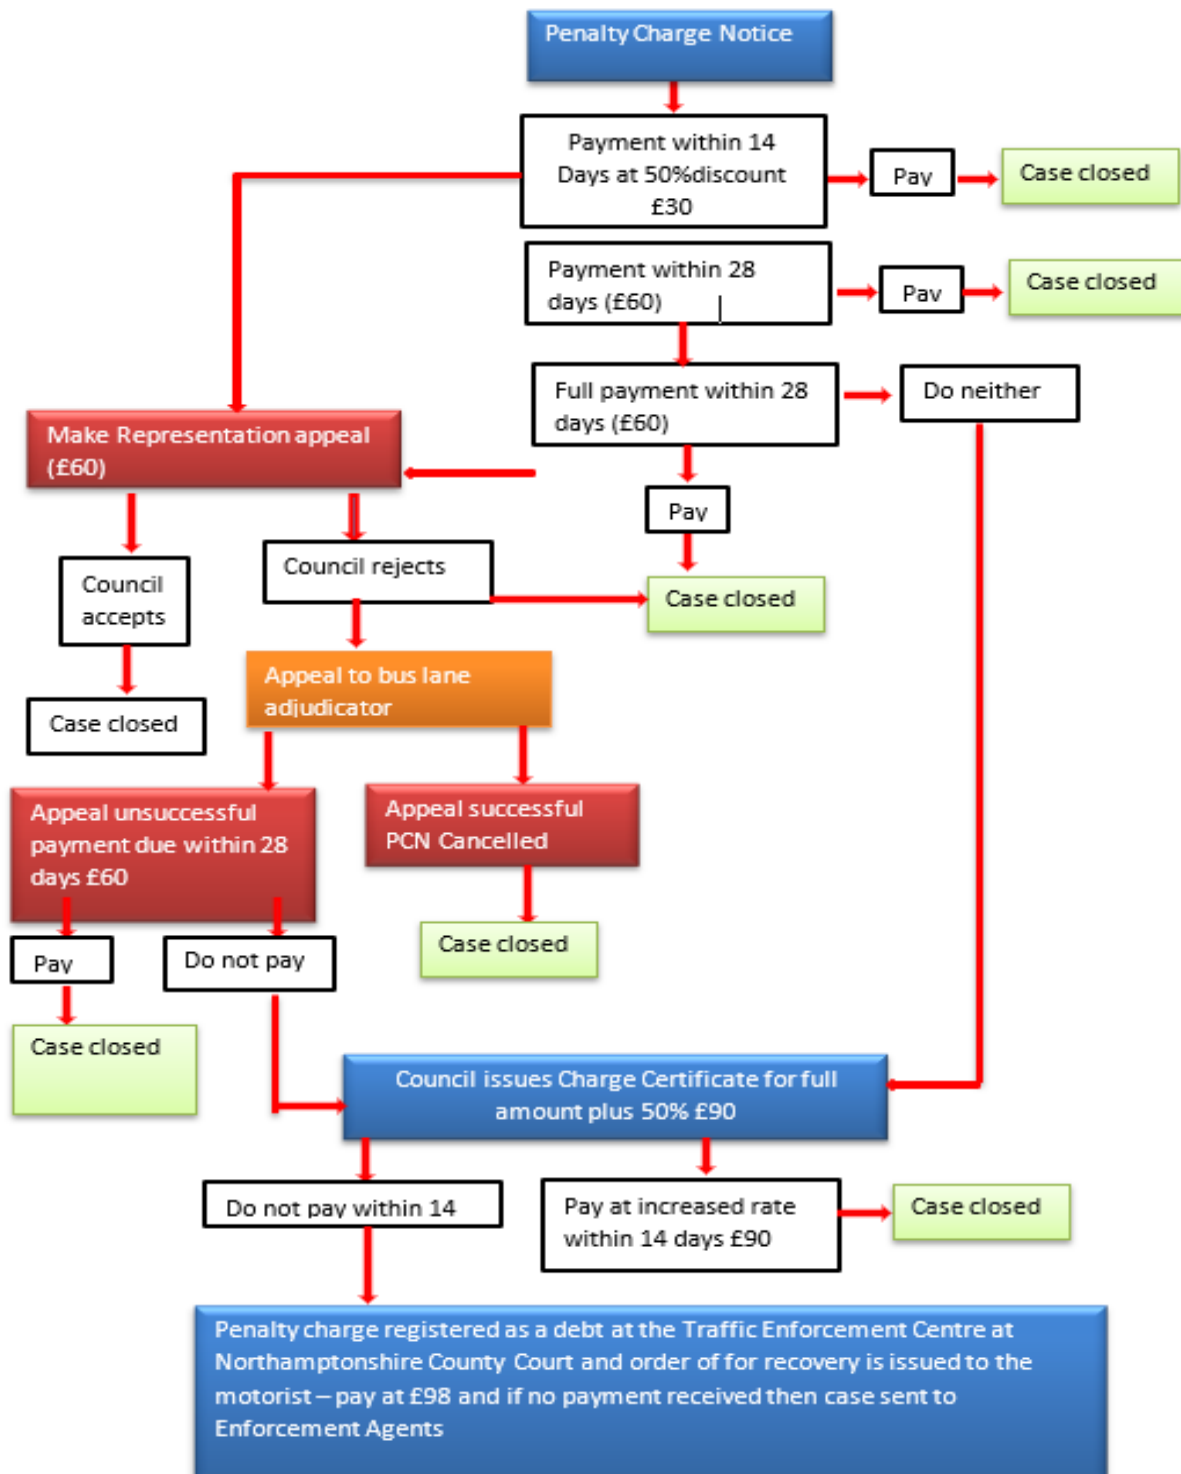 Penalty Charge Notice
Payment within 14
Days at 50%discount
£30
Pay
Case closed
Payment within 28
days (£60)
Pay
Case closed
Full payment within 28
days (£60)
Do neither
Make Representation appeal
(£60)
Pay
Council
accepts
Council rejects
Case closed
Appeal to bus lane
adjudicator
Case closed
Appeal unsuccessful
payment due within 28
days £60
Appeal successful
PCN Cancelled
Pay
Do not pay
Case closed
Case closed
Council issues Charge Certificate for full
amount plus 50% £90
Do not pay within 14
Pay at increased rate
within 14 days £90
Case closed
Penalty charge registered as a debt at the Traffic Enforcement Centre at
Northamptonshire County Court and order of for recovery is issued to the
motorist – pay at £98 and if no payment received then case sent to
Enforcement Agents